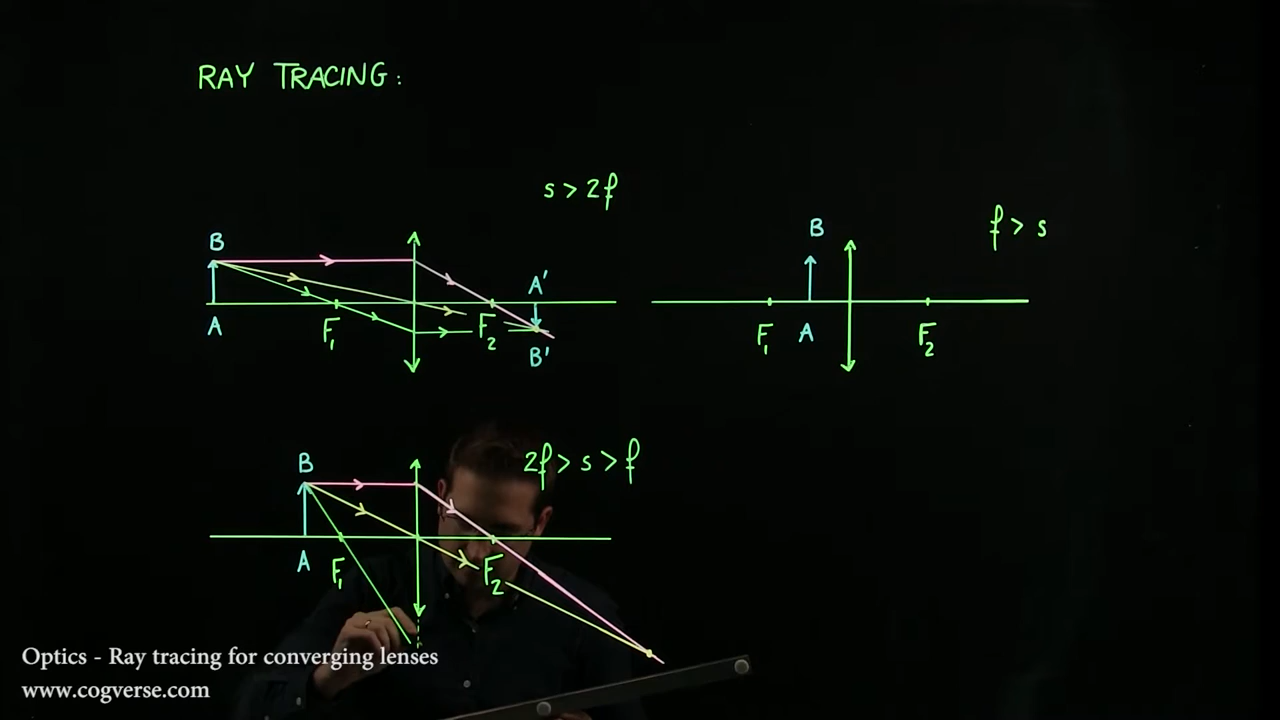 RAY TRACING:
s > 2f
B
A'
A
F₁
F₂
B'
f > s
B
F₁
A
F₂
2f > s > f
B
A
F₁
F₂
Optics - Ray tracing for converging lenses
www.cogverse.com